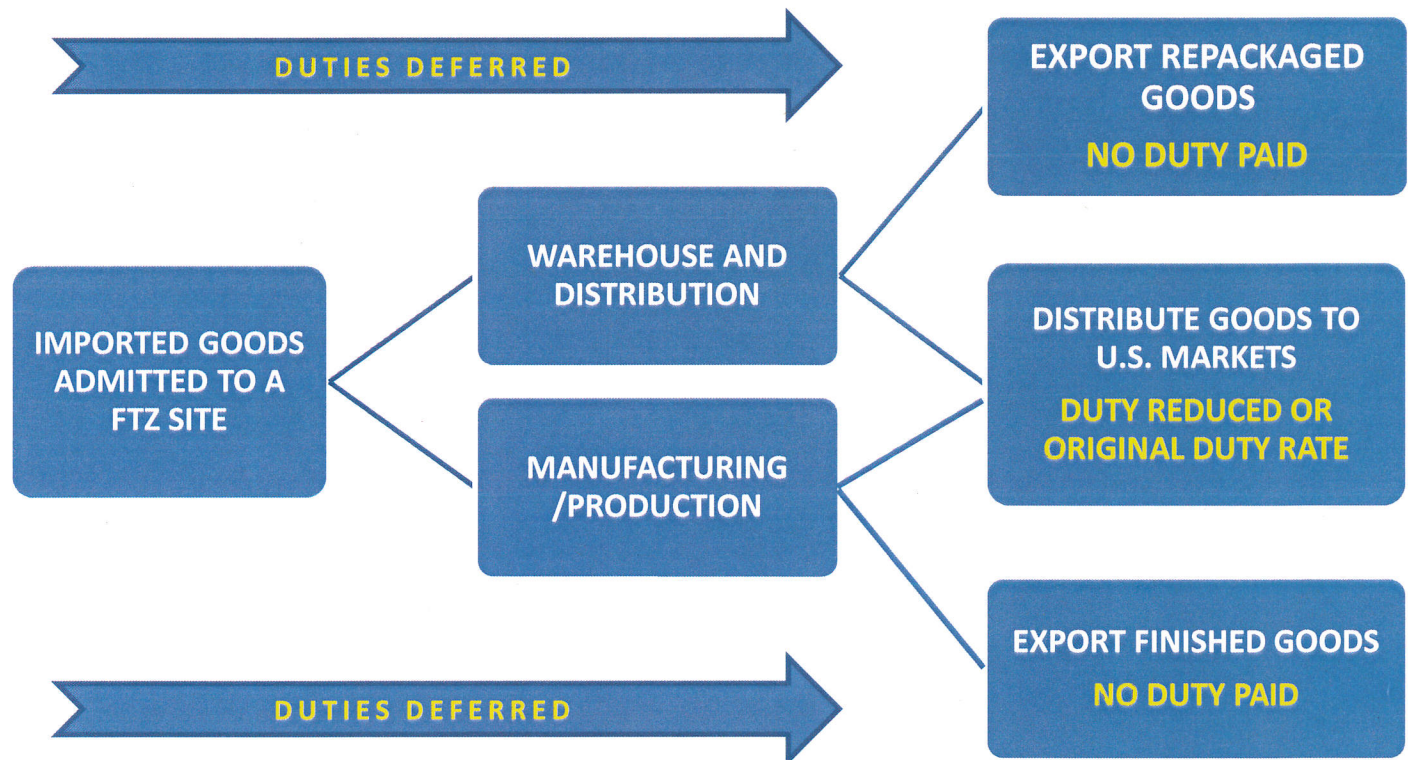 DUTIES DEFERRED
EXPORT REPACKAGED
GOODS
NO DUTY PAID
WAREHOUSE AND
DISTRIBUTION
IMPORTED GOODS
ADMITTED TO A
FTZ SITE
DISTRIBUTE GOODS TO
U.S. MARKETS
DUTY REDUCED OR
ORIGINAL DUTY RATE
MANUFACTURING
/PRODUCTION
EXPORT FINISHED GOODS
NO DUTY PAID
DUTIES DEFERRED